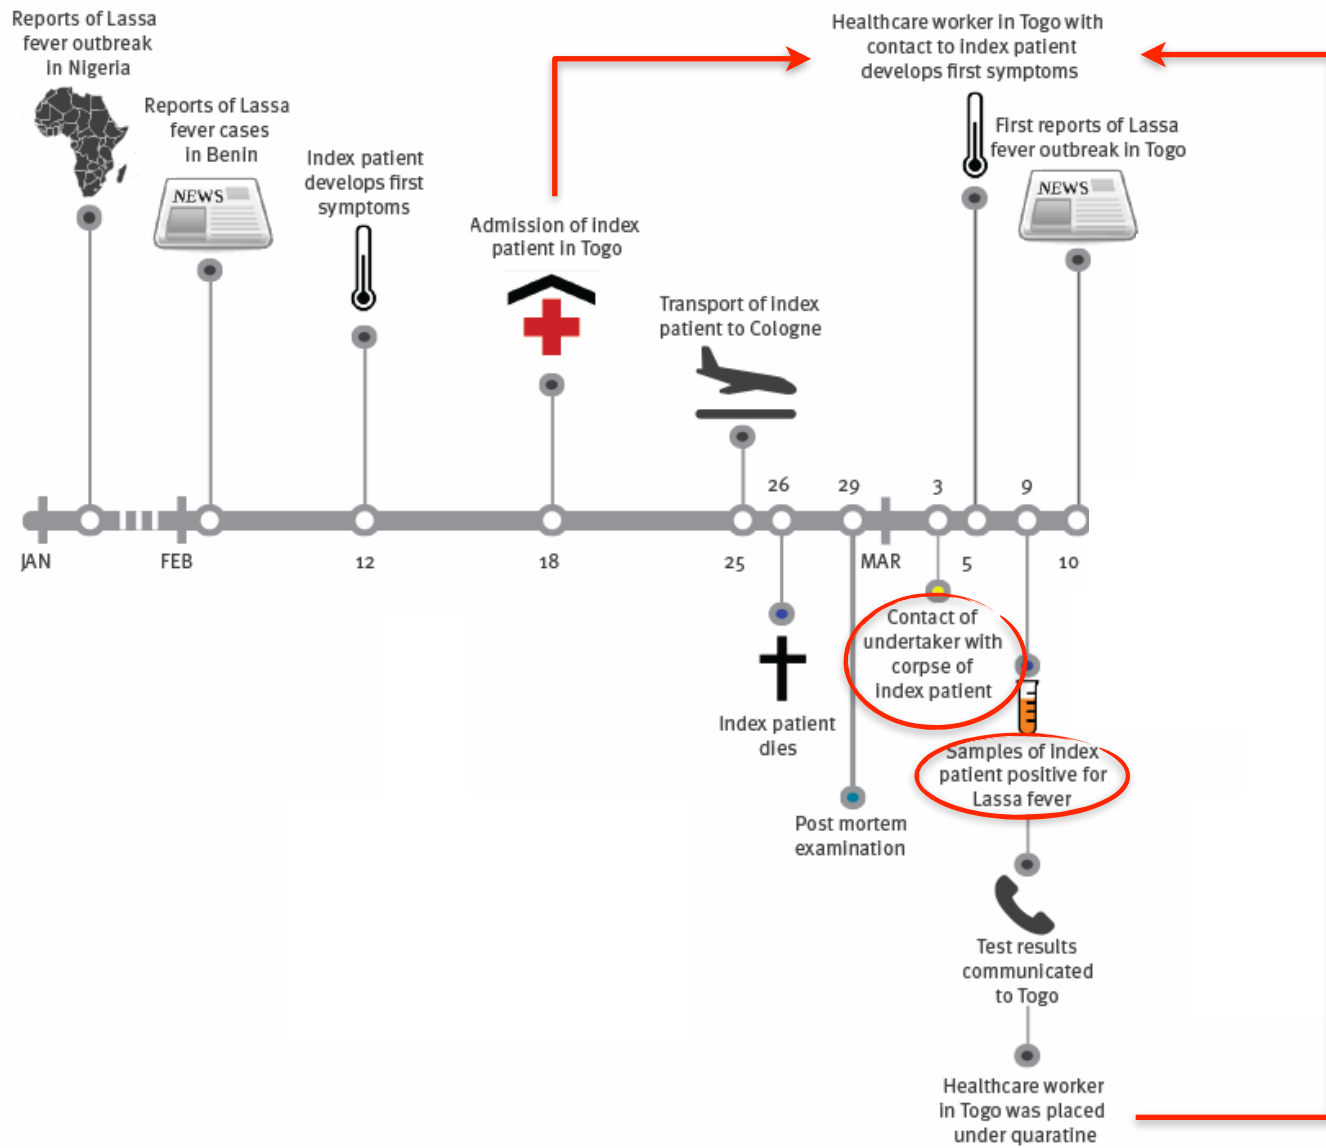 Reports of Lassa
fever outbreak
in Nigeria
Reports of Lassa
fever cases
in Benin
NEWS
Index patient
develops first
symptoms
Admission of index
patient in Togo
Transport of index
patient to Cologne
Healthcare worker in Togo with
contact to index patient
develops first symptoms
First reports of Lassa
fever outbreak in Togo
NEWS
26
29
3
9
JAN
FEB
12
18
25
MAR
5
10
Index patient
dies
Post mortem
examination
Contact of
undertaker with
corpse of
index patient
Samples of index
patient positive for
Lassa fever
Test results
communicated
to Togo
Healthcare worker
in Togo was placed
under quaratine